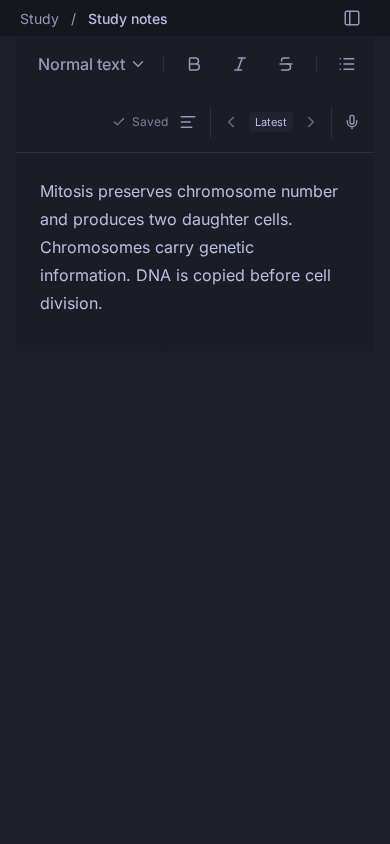 Study / Study notes
Normal text
Saved
Latest
Mitosis preserves chromosome number
and produces two daughter cells.
Chromosomes carry genetic
information. DNA is copied before cell
division.